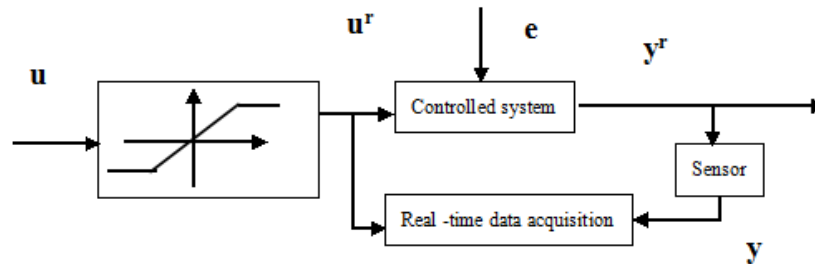 u
u^r
e
y^r
Controlled system
Sensor
Real -time data acquisition
y